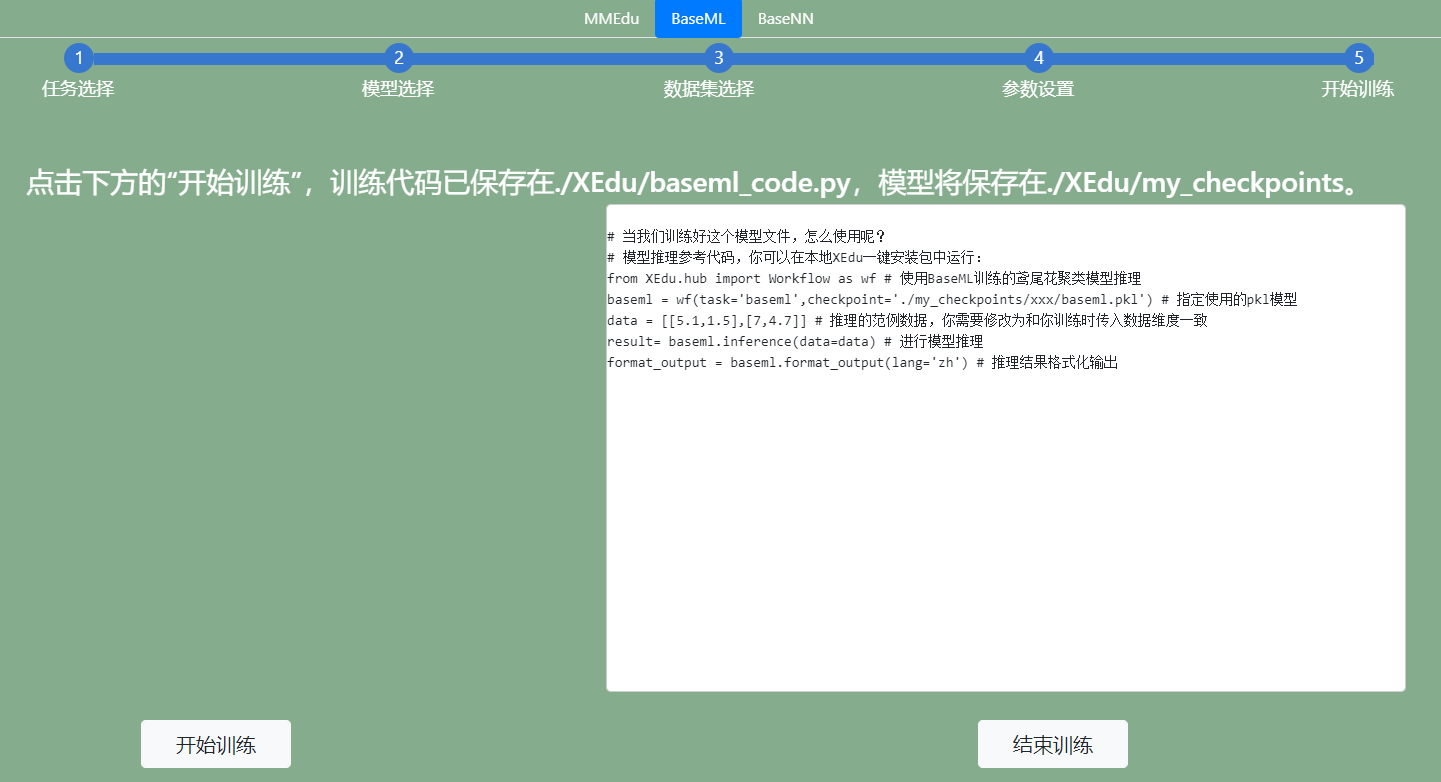 MMEdu BaseML BaseNN
1 2 3 4 5
任务选择 模型选择 数据集选择 参数设置 开始训练
点击下方的“开始训练”，训练代码已保存在./XEdu/baseml_code.py，模型将保存在./XEdu/my_checkpoints。
# 当我们训练好这个模型文件，怎么使用呢？
# 模型推理参考代码，你可以在本地XEdu一键安装包中运行：
from XEdu.hub import Workflow as wf # 使用BaseML训练的鸢尾花聚类模型推理
baseml = wf(task='baseml',checkpoint='./my_checkpoints/xxx/baseml.pkl') # 指定使用的pkl模型
data = [[5.1,1.5],[7,4.7]] # 推理的范例数据，你需要修改为和你训练时传入数据维度一致
result= baseml.inference(data=data) # 进行模型推理
format_output = baseml.format_output(lang='zh') # 推理结果格式化输出
开始训练 结束训练